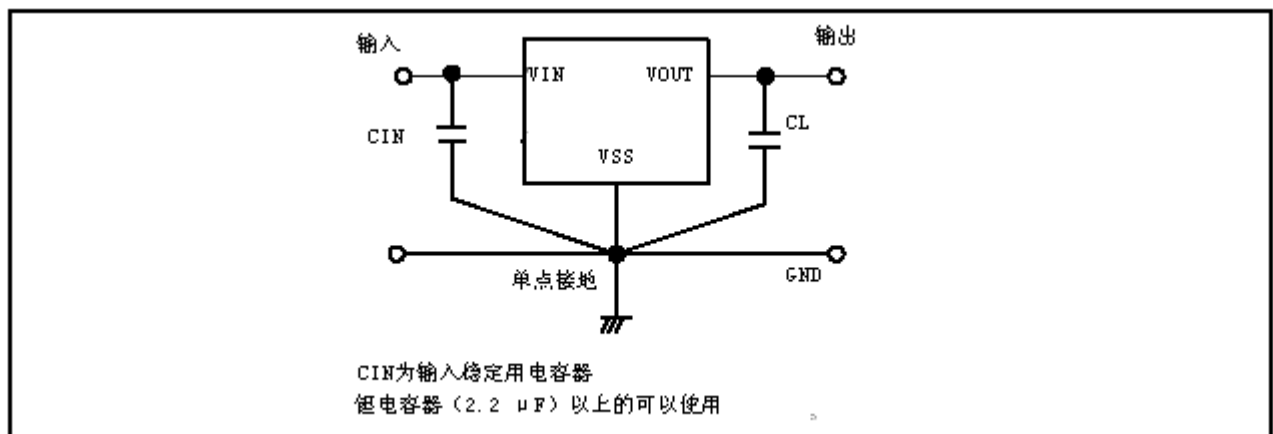 输入
输出
VIN
VOUT
CIN
CL
VSS
单点接地
GND
CIN为输入稳定用电容器
钽电容器（2.2 μF）以上的可以使用